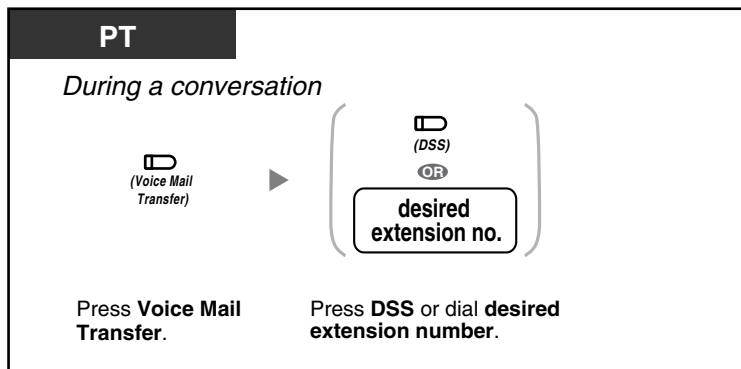 PT
During a conversation
(Voice Mail
Transfer)
(DSS)
OR
desired
extension no.
Press Voice Mail
Transfer.
Press DSS or dial desired
extension number.